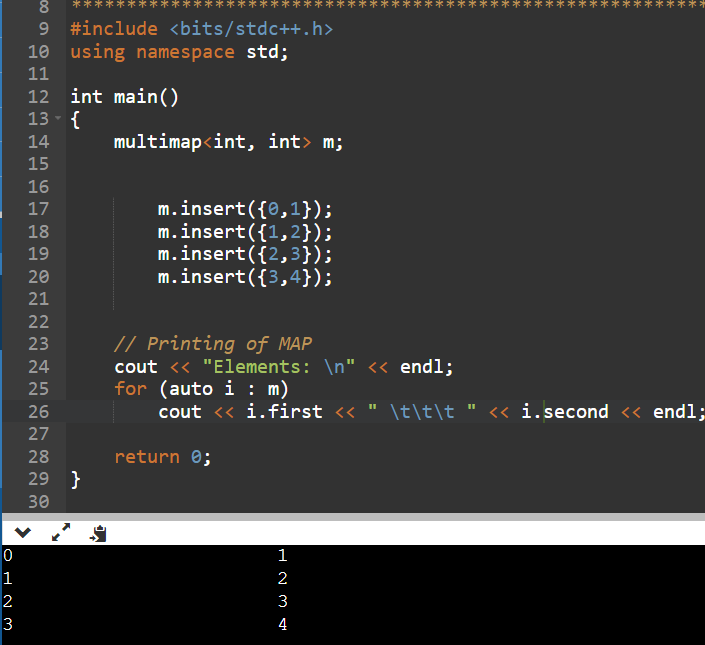 8 **********************************************************
9 #include <bits/stdc++.h>
10 using namespace std;
11
12 int main()
13 {
14     multimap<int, int> m;
15
16
17         m.insert({0,1});
18         m.insert({1,2});
19         m.insert({2,3});
20         m.insert({3,4});
21
22
23     // Printing of MAP
24     cout << "Elements: \n" << endl;
25     for (auto i : m)
26         cout << i.first << " \t\t\t " << i.second << endl;
27
28     return 0;
29 }
30
0 1
1 2
2 3
3 4